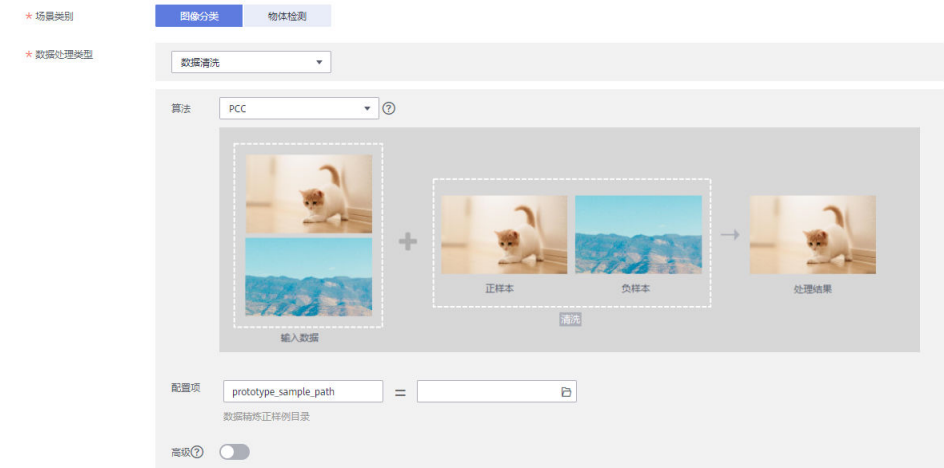 * 场景类别 图像分类 物体检测
* 数据处理类型 数据清洗
算法 PCC ?
正样本 负样本 处理结果
清洗
输入数据
配置项 prototype_sample_path =
数据精炼正样例目录
高级 ?